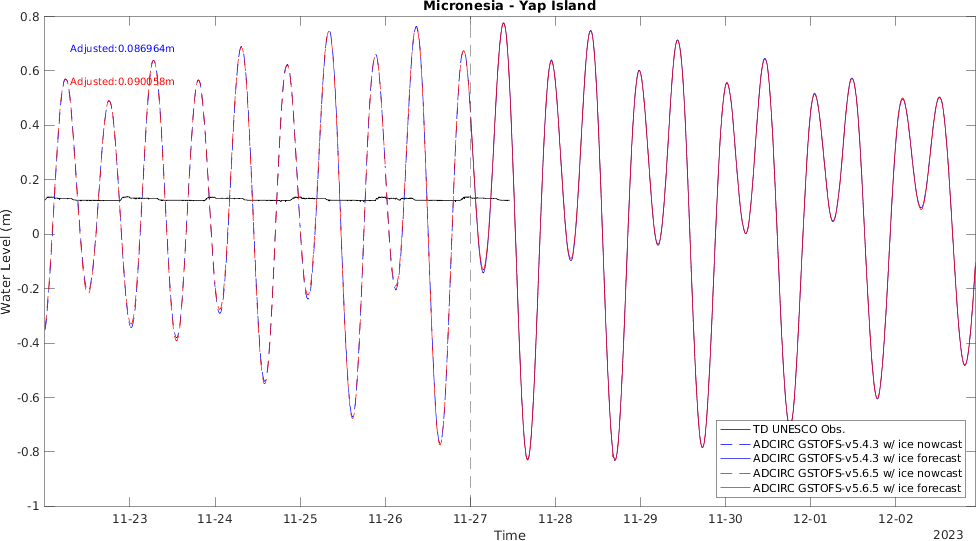 Micronesia - Yap Island
Adjusted:0.086964m
Adjusted:0.090058m
Water Level (m)
0.8
0.6
0.4
0.2
0
-0.2
-0.4
-0.6
-0.8
-1
11-23
11-24
11-25
11-26
11-27
11-28
11-29
11-30
12-01
12-02
Time
2023
TD UNESCO Obs.
ADCIRC GSTOFS-v5.4.3 w/ ice nowcast
ADCIRC GSTOFS-v5.4.3 w/ ice forecast
ADCIRC GSTOFS-v5.6.5 w/ ice nowcast
ADCIRC GSTOFS-v5.6.5 w/ ice forecast